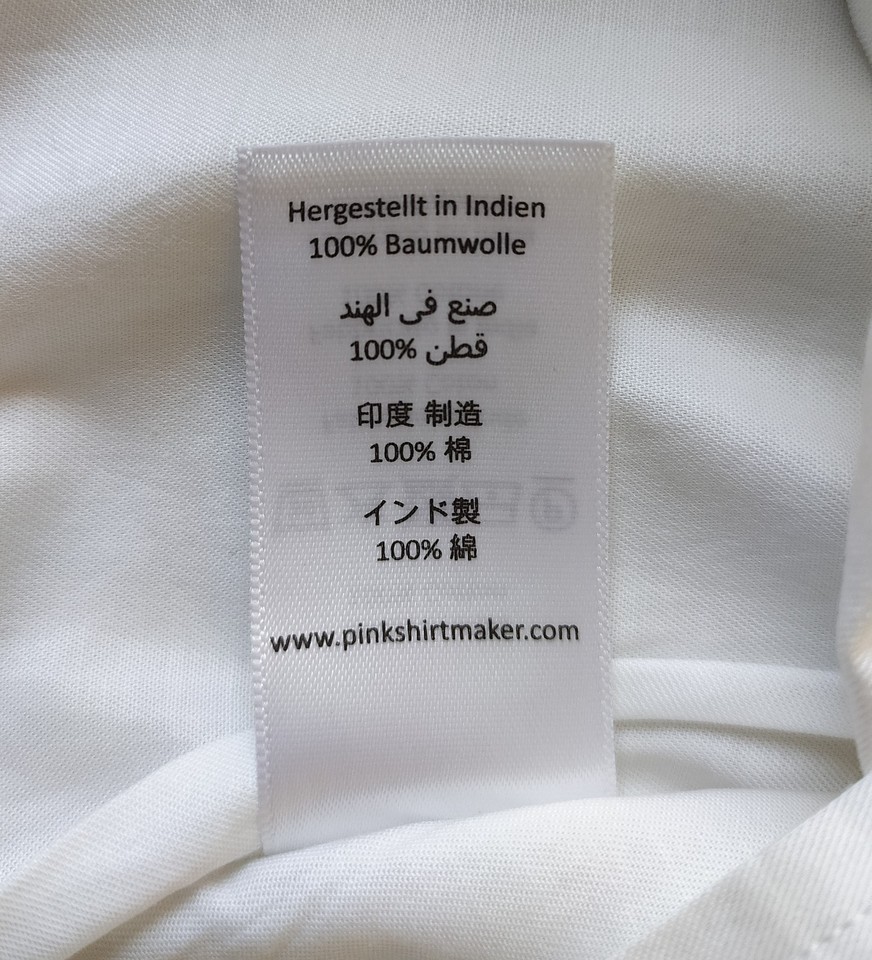 Hergestellt in Indien
100% Baumwolle
صنع فى الهند
قطن %100
印度 制造
100% 棉
インド製
100% 綿
www.pinkshirtmaker.com